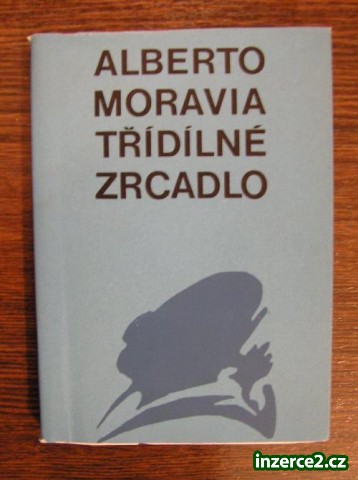 ALBERTO
MORAVIA
TŘÍDÍLNÉ
ZRCADLO
inzerce2.cz